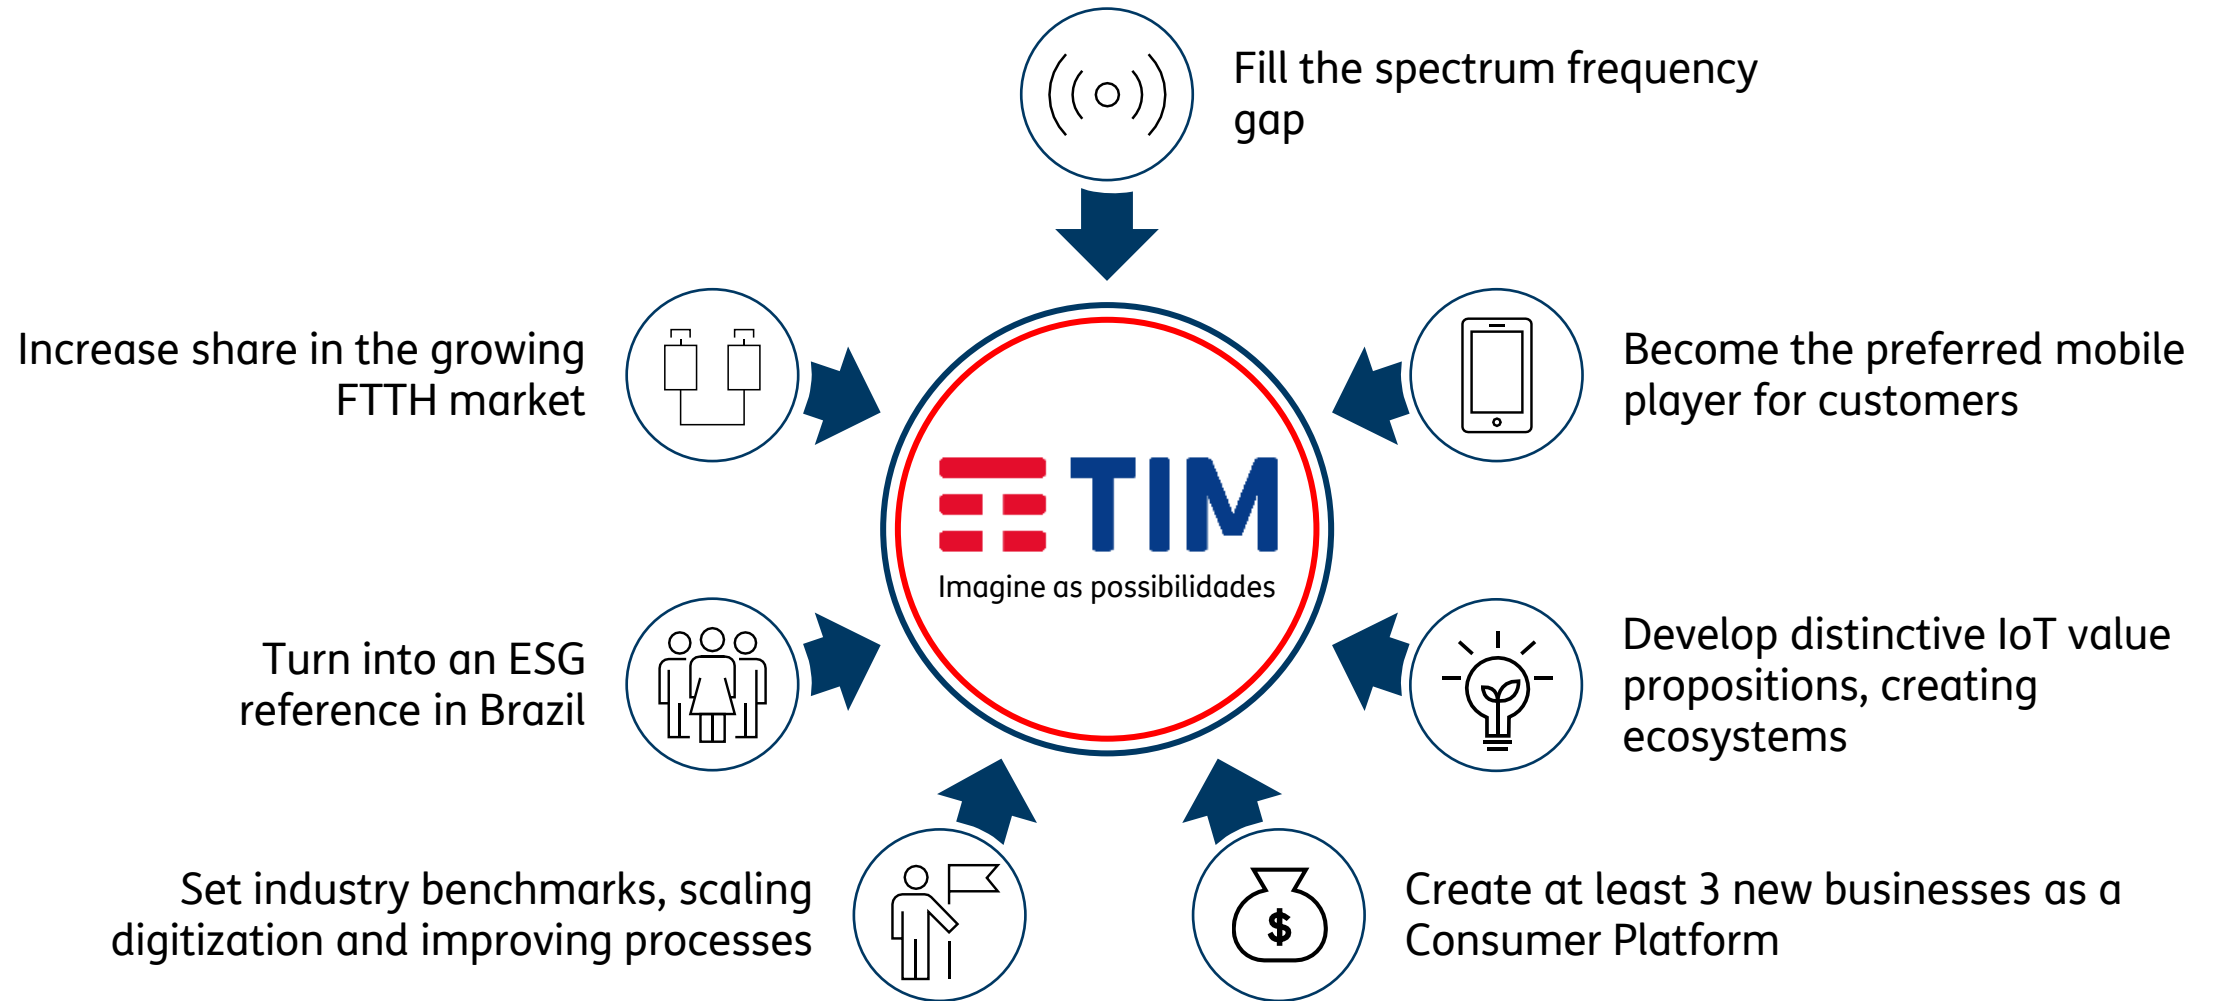 Fill the spectrum frequency
gap
Increase share in the growing
FTTH market
Become the preferred mobile
player for customers
TIM
Imagine as possibilidades
Turn into an ESG
reference in Brazil
Develop distinctive IoT value
propositions, creating
ecosystems
Set industry benchmarks, scaling
digitization and improving processes
$
Create at least 3 new businesses as a
Consumer Platform